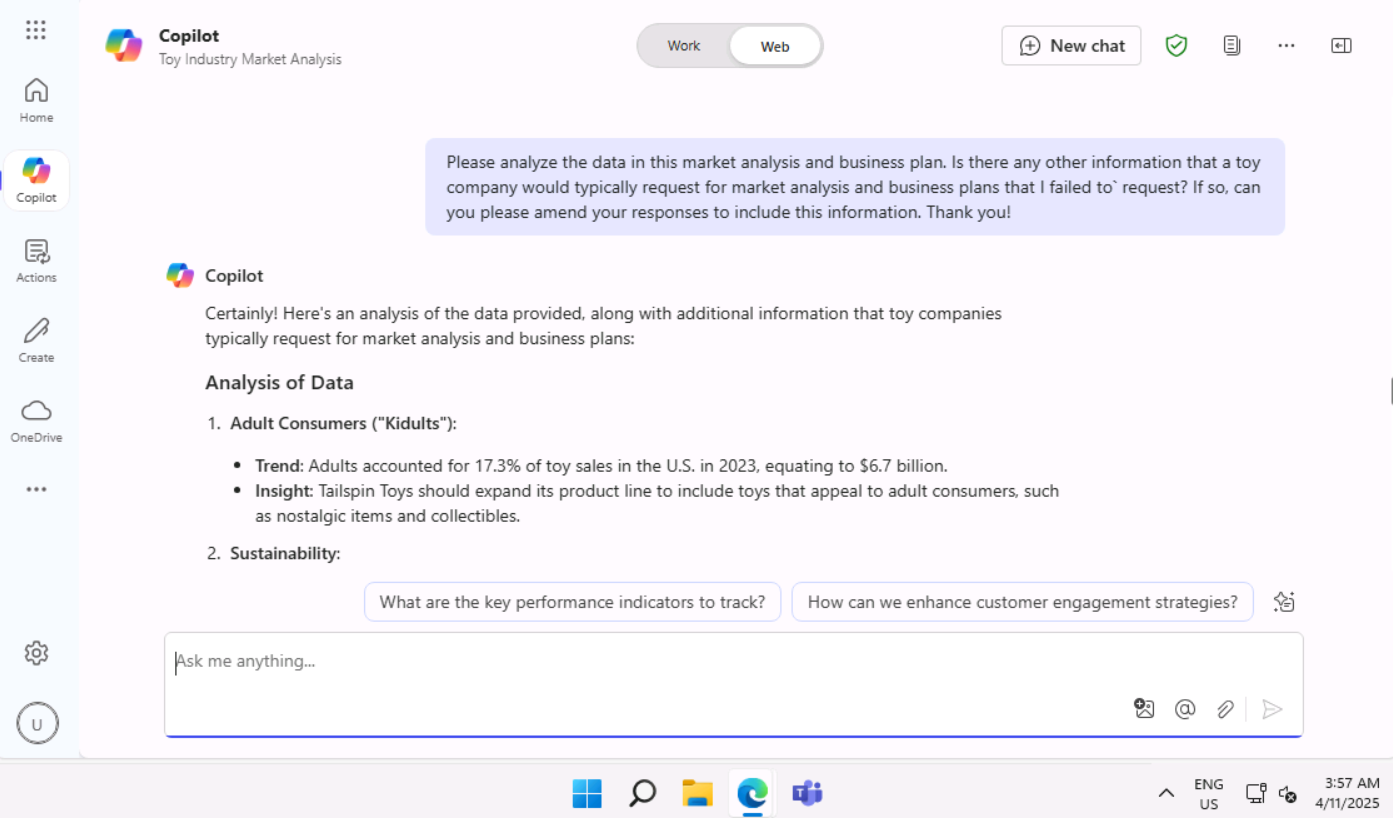 Copilot
Toy Industry Market Analysis
Work
Web
New chat
Home
Copilot
Actions
Create
OneDrive
U
Please analyze the data in this market analysis and business plan. Is there any other information that a toy
company would typically request for market analysis and business plans that I failed to` request? If so, can
you please amend your responses to include this information. Thank you!
Copilot
Certainly! Here's an analysis of the data provided, along with additional information that toy companies
typically request for market analysis and business plans:
Analysis of Data
1. Adult Consumers ("Kidults"):
• Trend: Adults accounted for 17.3% of toy sales in the U.S. in 2023, equating to $6.7 billion.
• Insight: Tailspin Toys should expand its product line to include toys that appeal to adult consumers, such
as nostalgic items and collectibles.
2. Sustainability:
What are the key performance indicators to track?
How can we enhance customer engagement strategies?
Ask me anything...
ENG
US
3:57 AM
4/11/2025